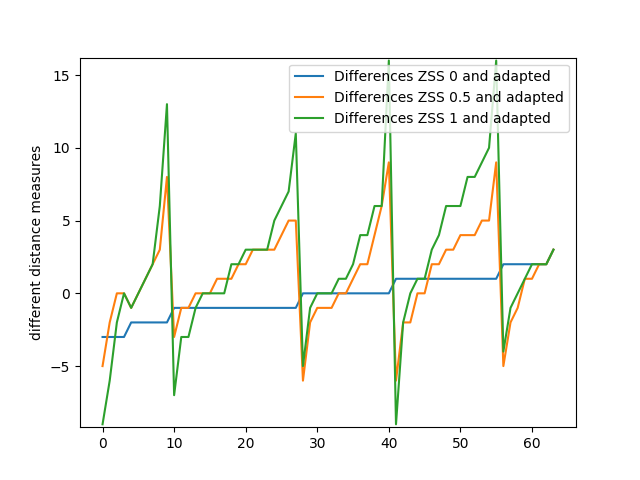 Differences ZSS 0 and adapted
Differences ZSS 0.5 and adapted
Differences ZSS 1 and adapted
different distance measures
15
10
5
0
−5
0 10 20 30 40 50 60